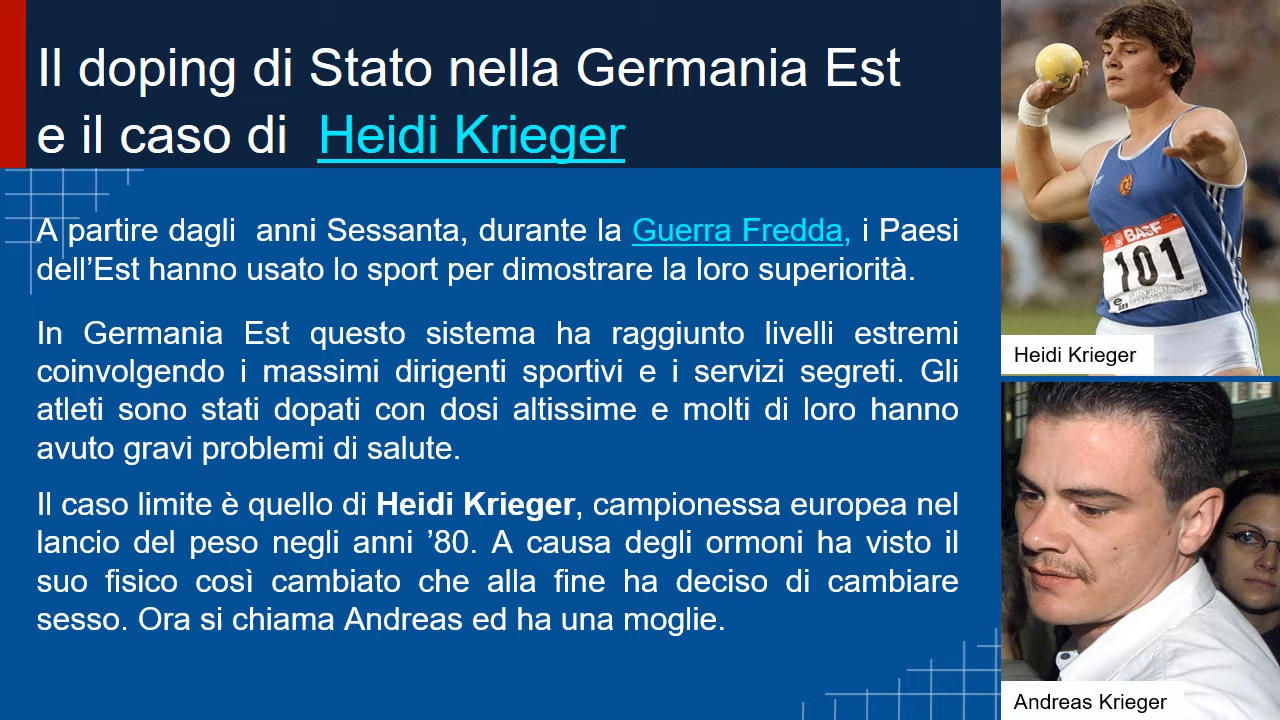 Il doping di Stato nella Germania Est
e il caso di Heidi Krieger
A partire dagli anni Sessanta, durante la Guerra Fredda, i Paesi
dell’Est hanno usato lo sport per dimostrare la loro superiorità.
In Germania Est questo sistema ha raggiunto livelli estremi
coinvolgendo i massimi dirigenti sportivi e i servizi segreti. Gli
atleti sono stati dopati con dosi altissime e molti di loro hanno
avuto gravi problemi di salute.
Il caso limite è quello di Heidi Krieger, campionessa europea nel
lancio del peso negli anni ’80. A causa degli ormoni ha visto il
suo fisico così cambiato che alla fine ha deciso di cambiare
sesso. Ora si chiama Andreas ed ha una moglie.
BASF
101
Heidi Krieger
Andreas Krieger